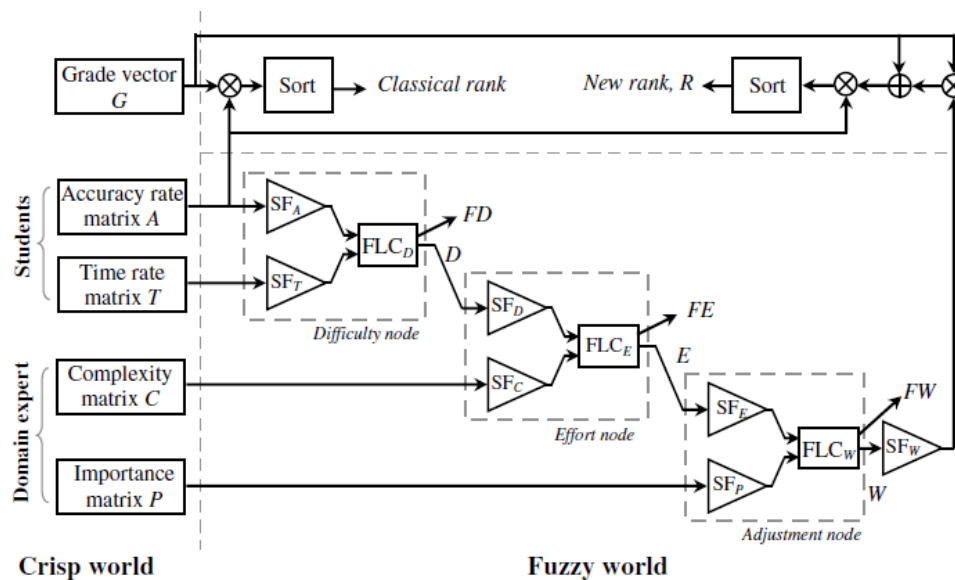 Grade vector
G
Sort
Classical rank
New rank, R
Sort
Students
Accuracy rate
matrix A
SF_A
FLC_D
FD
D
Time rate
matrix T
SF_T
Difficulty node
SF_D
FLC_E
FE
E
Domain expert
Complexity
matrix C
SF_C
Effort node
SF_E
FLC_W
FW
SF_W
W
Importance
matrix P
SF_P
Adjustment node
Crisp world
Fuzzy world